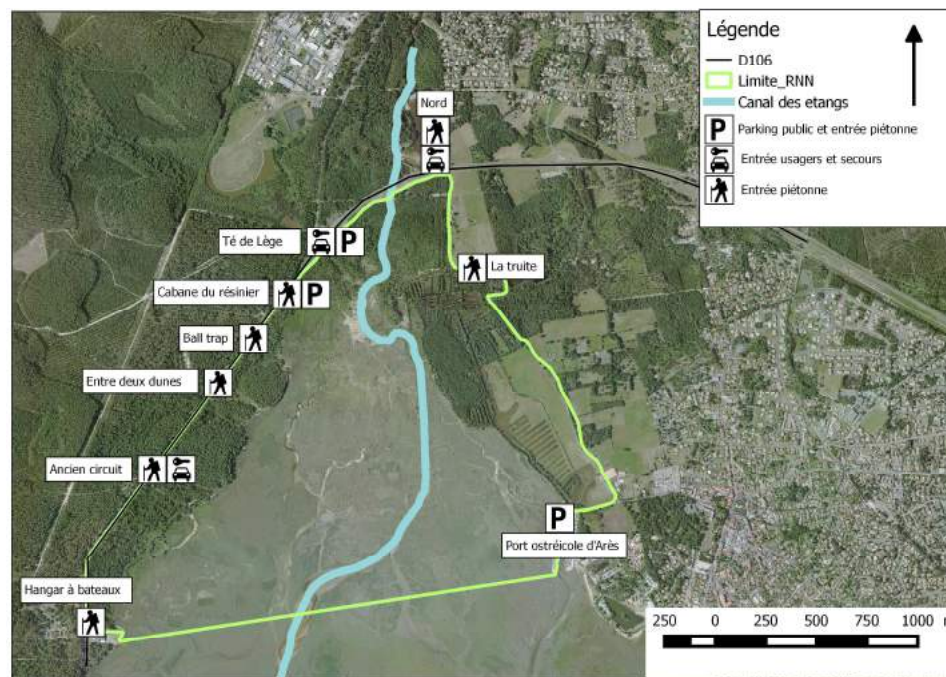 Légende
D106
Limite_RNN
Canal des etangs
P Parking public et entrée piétonne
Entrée usagers et secours
Entrée piétonne
Nord
Té de Lège
P
La truite
Cabane du résinier
P
Ball trap
Entre deux dunes
Ancien circuit
P
Port ostréicole d'Arès
Hangar à bateaux
250 0 250 500 750 1000 m